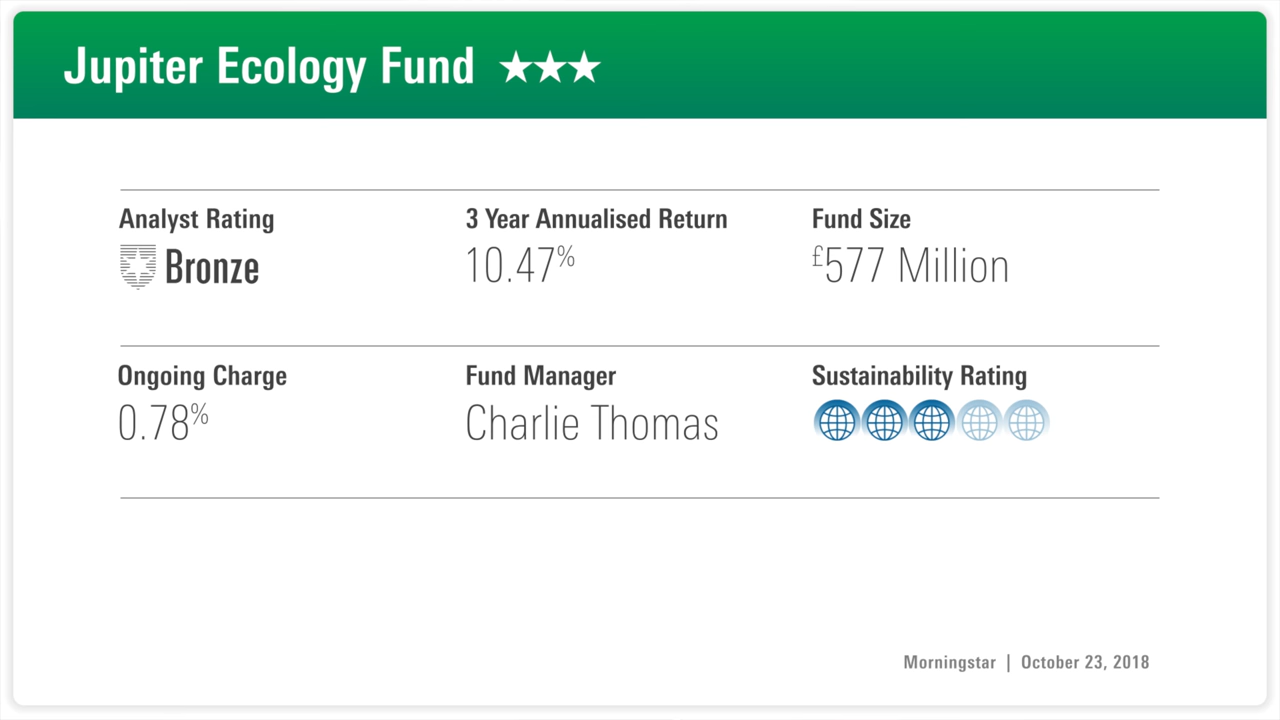 Jupiter Ecology Fund ★★★
Analyst Rating
Bronze
3 Year Annualised Return
10.47%
Fund Size
£577 Million
Ongoing Charge
0.78%
Fund Manager
Charlie Thomas
Sustainability Rating
Morningstar | October 23, 2018